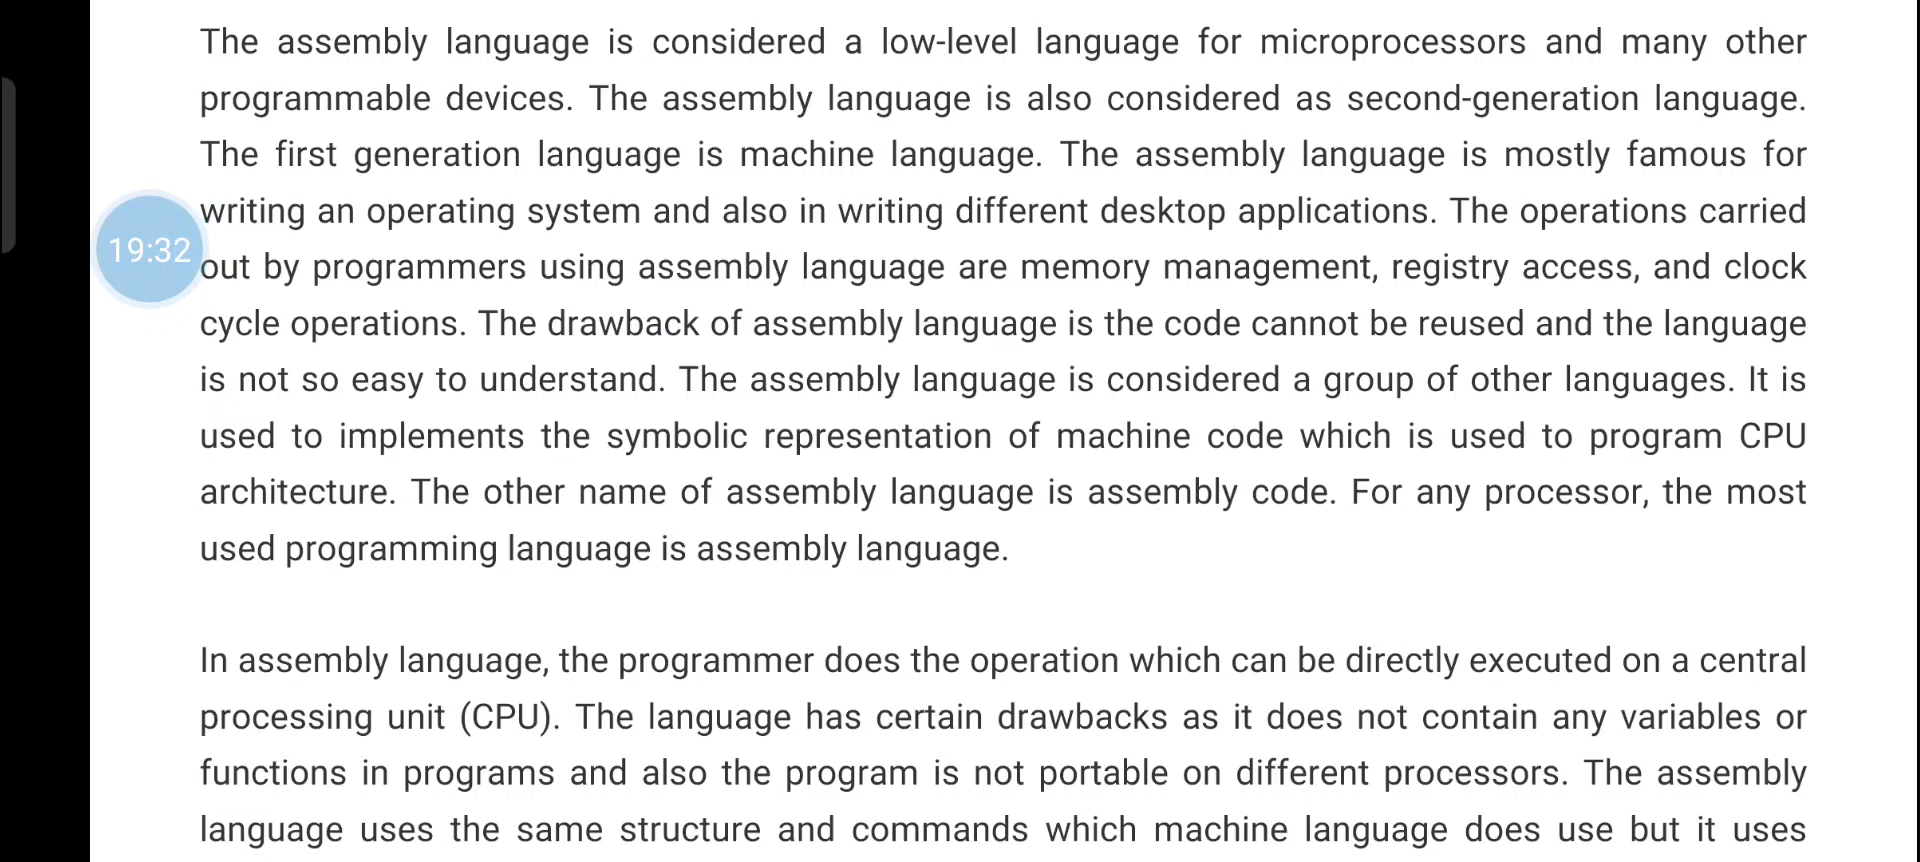 The assembly language is considered a low-level language for microprocessors and many other
programmable devices. The assembly language is also considered as second-generation language.
The first generation language is machine language. The assembly language is mostly famous for
writing an operating system and also in writing different desktop applications. The operations carried
19:32
out by programmers using assembly language are memory management, registry access, and clock
cycle operations. The drawback of assembly language is the code cannot be reused and the language
is not so easy to understand. The assembly language is considered a group of other languages. It is
used to implements the symbolic representation of machine code which is used to program CPU
architecture. The other name of assembly language is assembly code. For any processor, the most
used programming language is assembly language.
In assembly language, the programmer does the operation which can be directly executed on a central
processing unit (CPU). The language has certain drawbacks as it does not contain any variables or
functions in programs and also the program is not portable on different processors. The assembly
language uses the same structure and commands which machine language does use but it uses